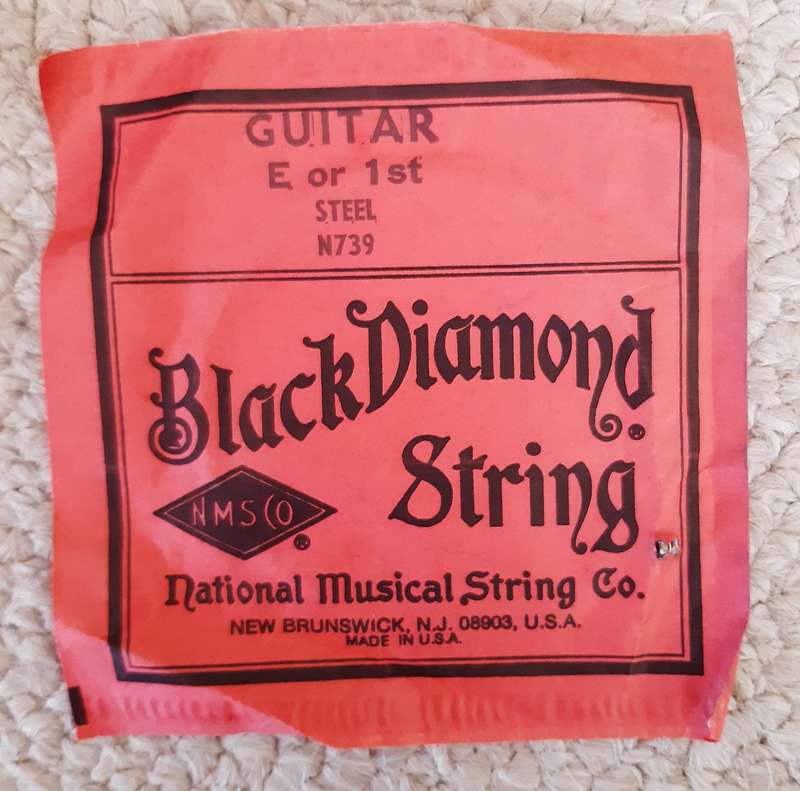 GUITAR
E or 1st
STEEL
N739
Black Diamond
String ®
NMSCO ®
National Musical String Co.
NEW BRUNSWICK, N.J. 08903, U.S.A.
MADE IN U.S.A.